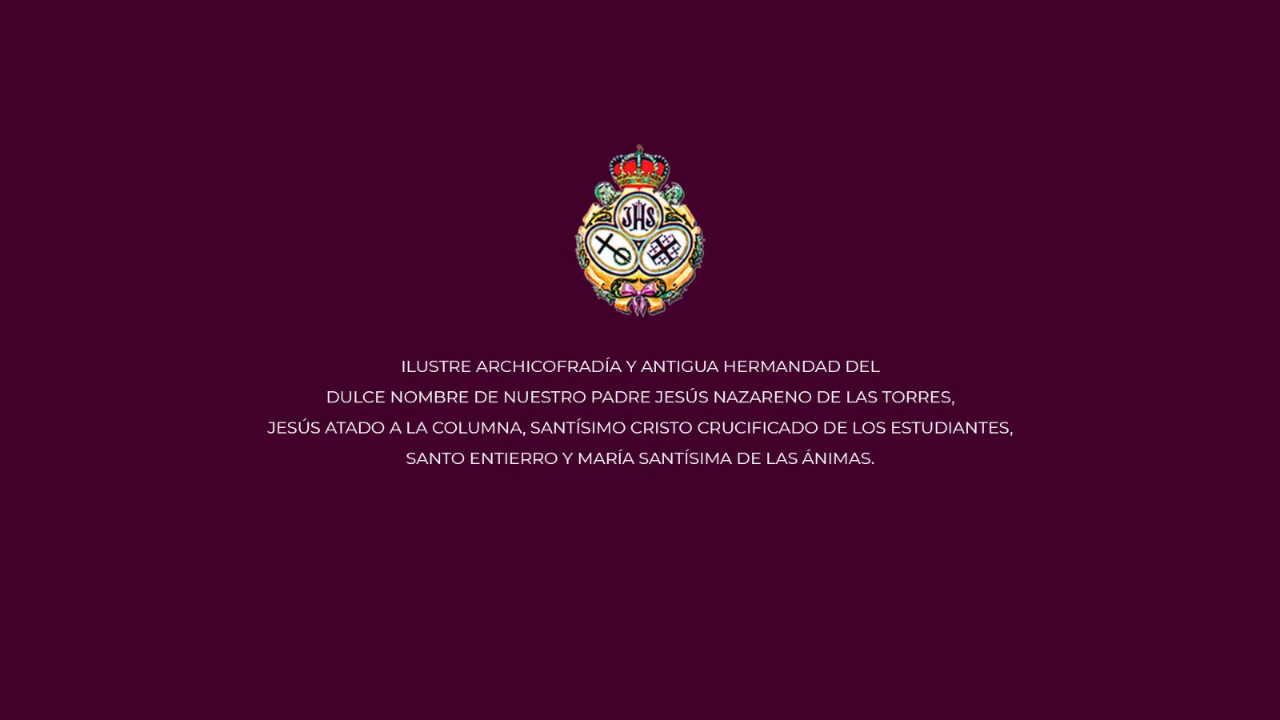 JHS
ILUSTRE ARCHICOFRADÍA Y ANTIGUA HERMANDAD DEL
DULCE NOMBRE DE NUESTRO PADRE JESÚS NAZARENO DE LAS TORRES,
JESÚS ATADO A LA COLUMNA, SANTÍSIMO CRISTO CRUCIFICADO DE LOS ESTUDIANTES,
SANTO ENTIERRO Y MARÍA SANTÍSIMA DE LAS ÁNIMAS.